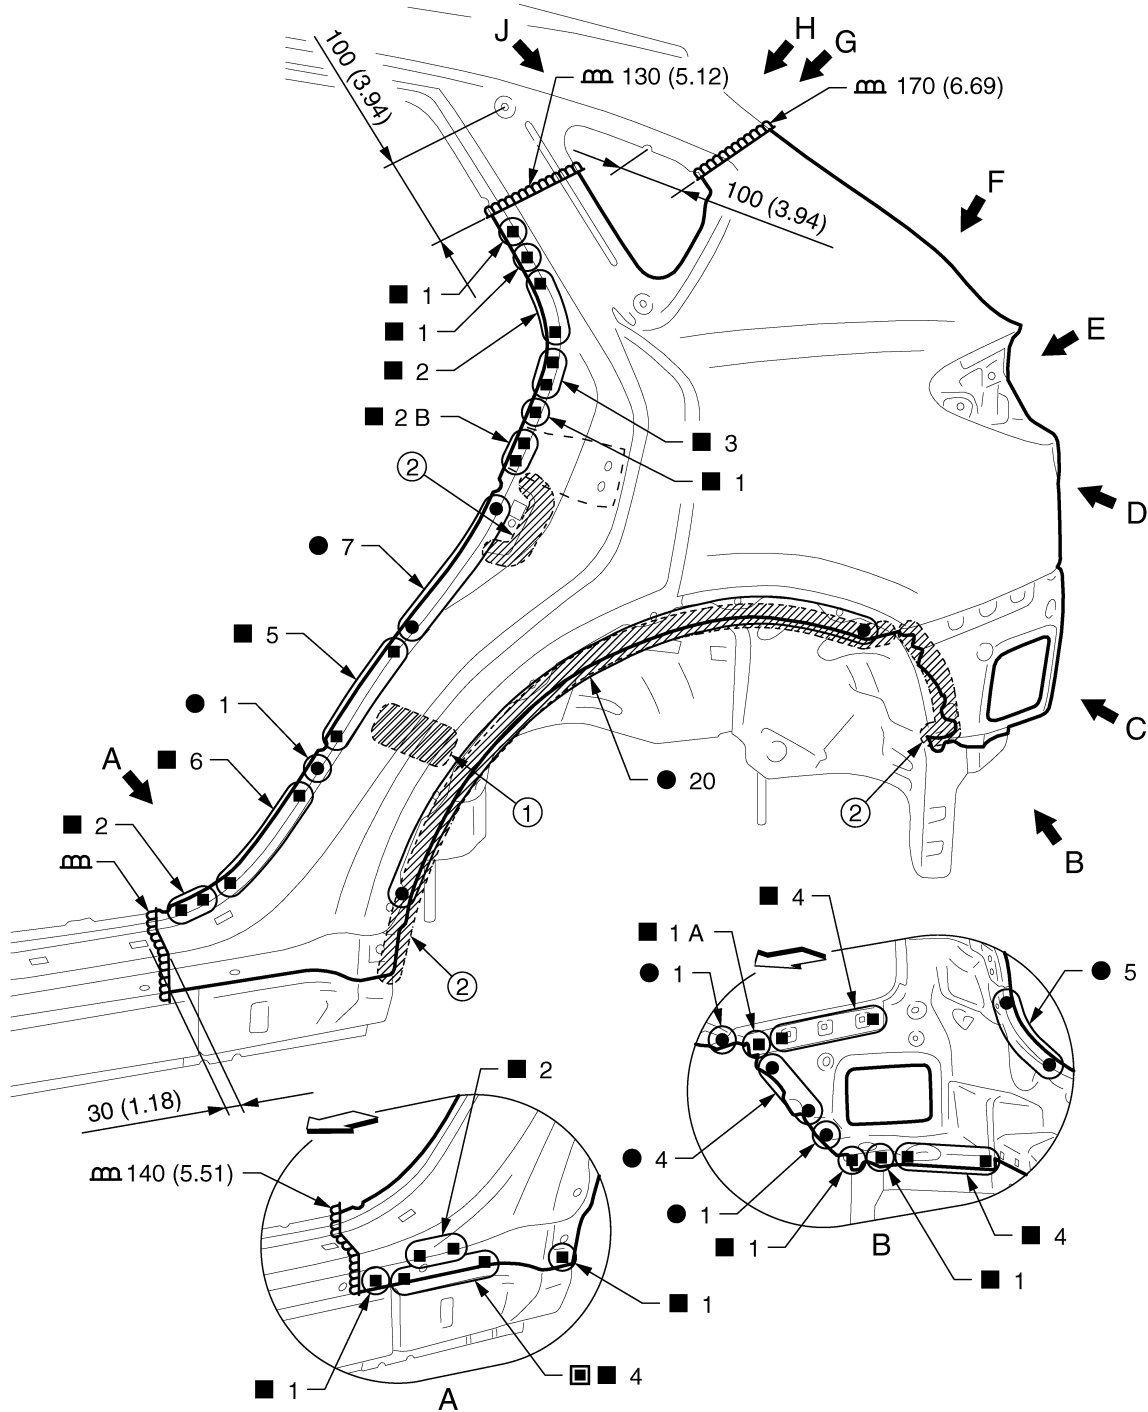 J
H
G
100 (3.94)
130 (5.12)
170 (6.69)
F
100 (3.94)
■ 1
■ 1
E
■ 2
■ 2 B
■ 3
②
■ 1
D
● 7
■ 5
● 1
C
A
■ 6
● 20
①
②
■ 2
B
■ 4
■ 1 A
● 1
● 5
②
■ 2
30 (1.18)
● 4
140 (5.51)
● 1
■ 1
B
■ 4
■ 1
■ 1
■ 1
▣ ■ 4
A